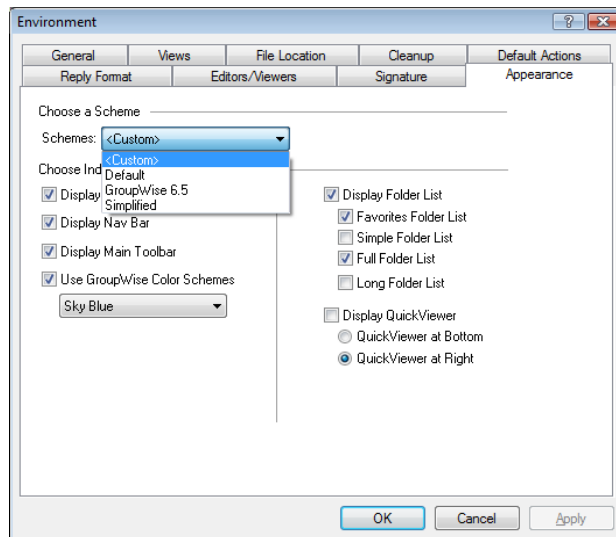 Environment
General Views File Location Cleanup Default Actions
Reply Format Editors/Viewers Signature Appearance
Choose a Scheme
Schemes: <Custom>
<Custom>
Default
GroupWise 6.5
Simplified
Choose Ind
Display
Display Nav Bar
Display Main Toolbar
Use GroupWise Color Schemes
Sky Blue
Display Folder List
Favorites Folder List
Simple Folder List
Full Folder List
Long Folder List
Display QuickViewer
QuickViewer at Bottom
QuickViewer at Right
OK Cancel Apply